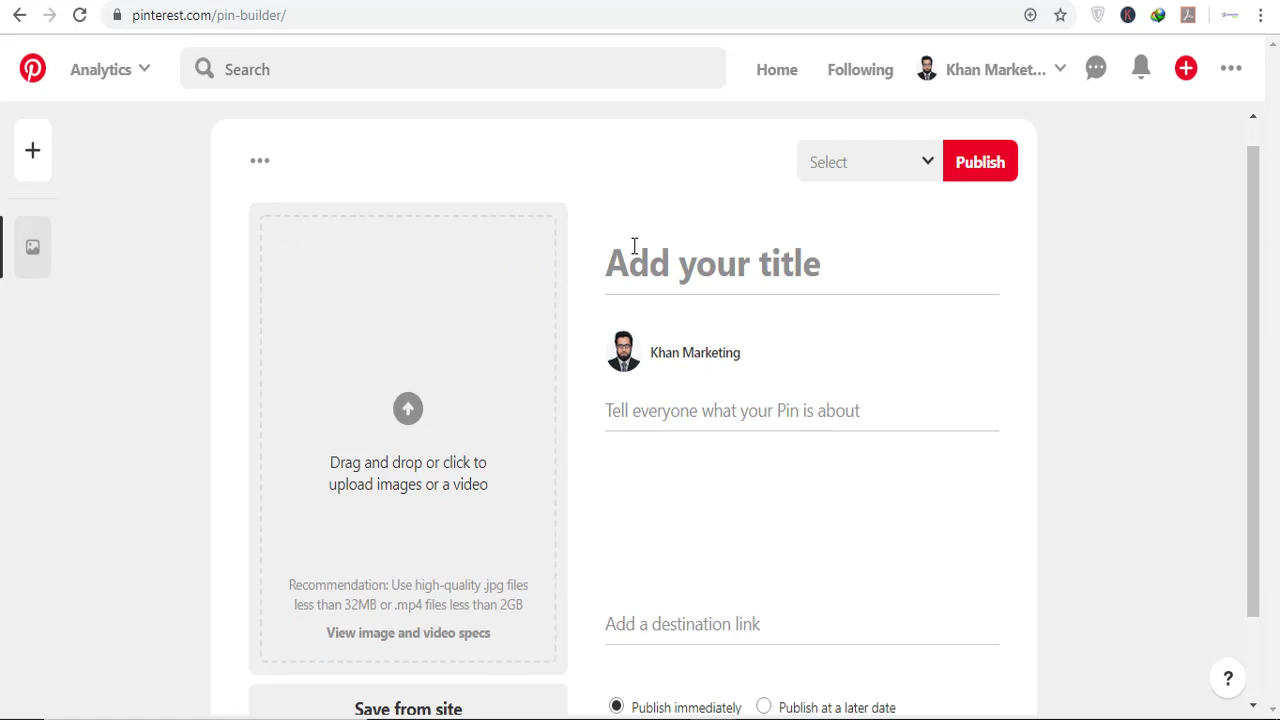 pinterest.com/pin-builder/
Analytics
Search
Home
Following
Khan Market...
Select
Publish
Add your title
Khan Marketing
Tell everyone what your Pin is about
Drag and drop or click to
upload images or a video
Recommendation: Use high-quality .jpg files
less than 32MB or .mp4 files less than 2GB
View image and video specs
Add a destination link
Save from site
Publish immediately
Publish at a later date
?